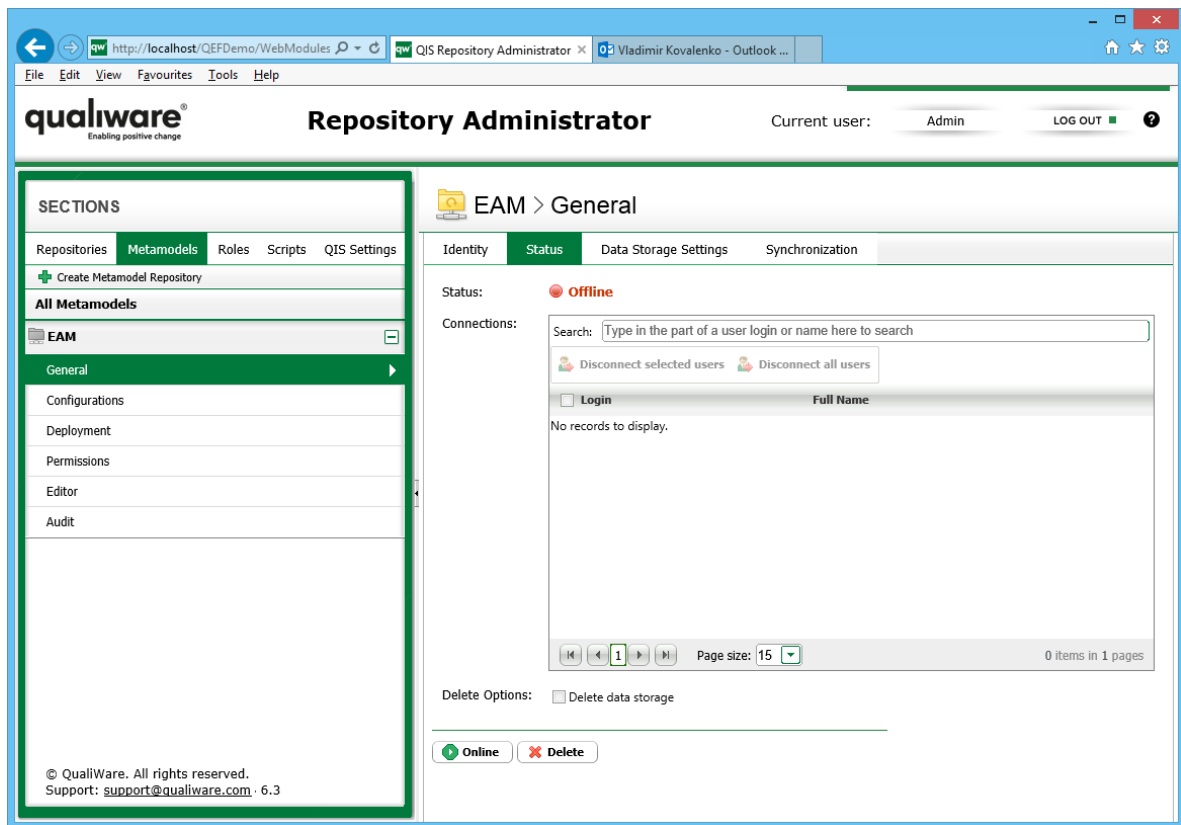 http://localhost/QEFDemo/WebModules
QIS Repository Administrator
Vladimir Kovalenko - Outlook ...
File Edit View Favourites Tools Help
qualiware®
Enabling positive change
Repository Administrator
Current user: Admin
LOG OUT
?
SECTIONS
Repositories Metamodels Roles Scripts QIS Settings
Create Metamodel Repository
All Metamodels
EAM
General
Configurations
Deployment
Permissions
Editor
Audit
© QualiWare. All rights reserved.
Support: support@qualiware.com · 6.3
EAM > General
Identity Status Data Storage Settings Synchronization
Status: Offline
Connections:
Search: Type in the part of a user login or name here to search
Disconnect selected users Disconnect all users
Login Full Name
No records to display.
1 Page size: 15 0 items in 1 pages
Delete Options: Delete data storage
Online Delete